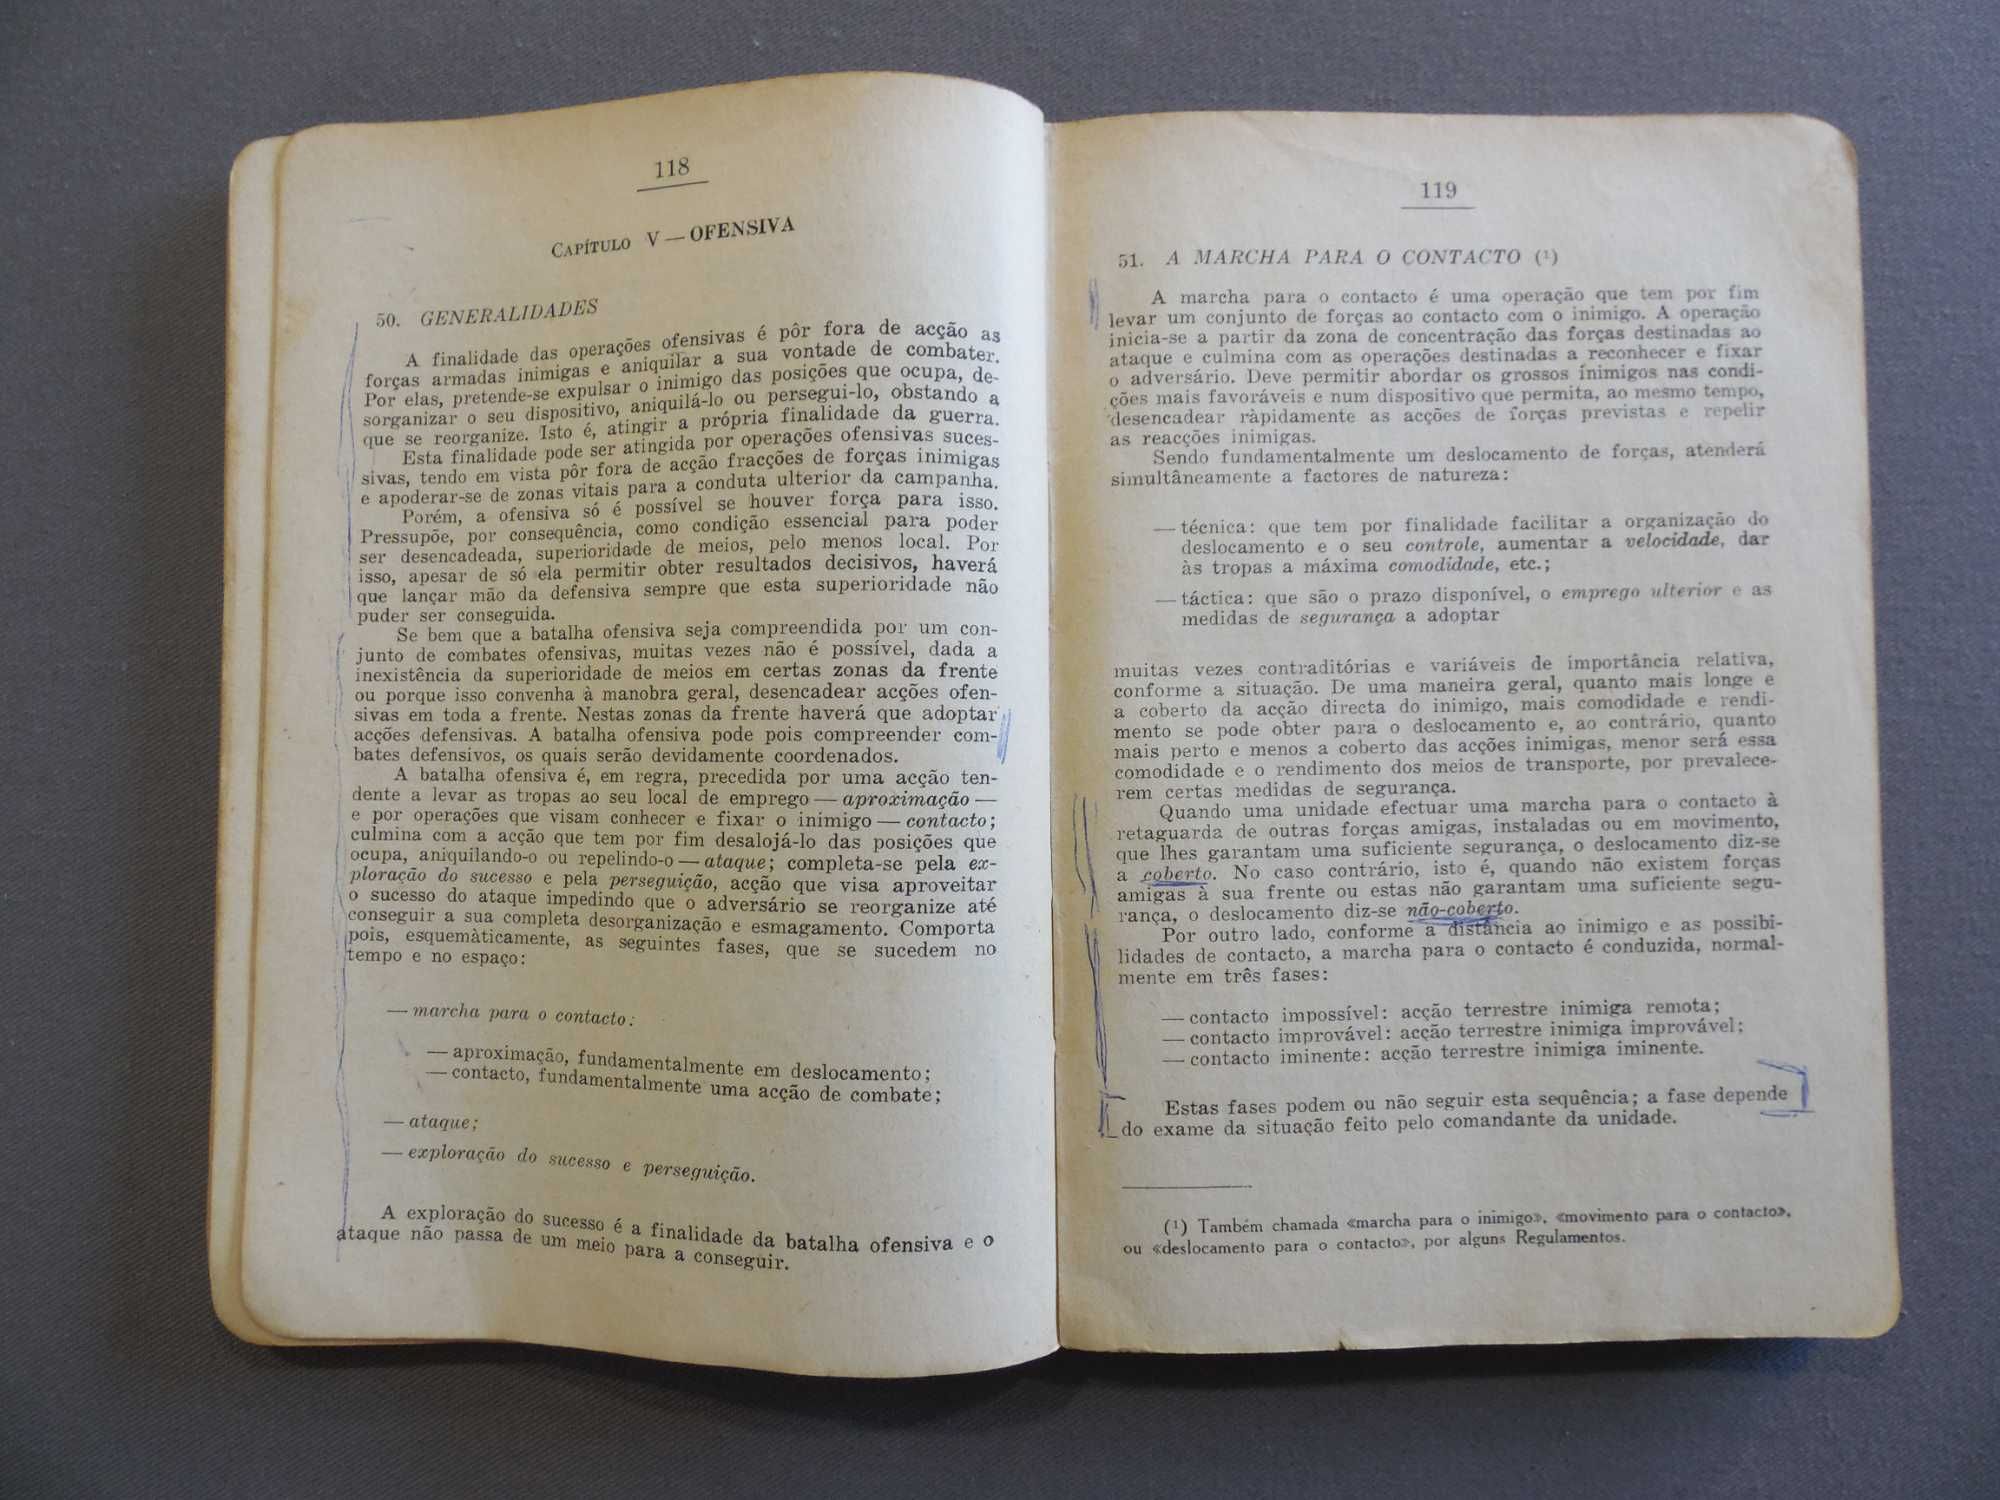 118
CAPÍTULO V — OFENSIVA
50. GENERALIDADES
A finalidade das operações ofensivas é pôr fora de acção as
forças armadas inimigas e aniquilar a sua vontade de combater.
Por elas, pretende-se expulsar o inimigo das posições que ocupa, de-
sorganizar o seu dispositivo, aniquilá-lo ou persegui-lo, obstando a
que se reorganize. Isto é, atingir a própria finalidade da guerra.
Esta finalidade pode ser atingida por operações ofensivas suces-
sivas, tendo em vista pôr fora de acção fracções de forças inimigas
e apoderar-se de zonas vitais para a conduta ulterior da campanha.
Porém, a ofensiva só é possível se houver força para isso.
Pressupõe, por consequência, como condição essencial para poder
ser desencadeada, superioridade de meios, pelo menos local. Por
isso, apesar de só ela permitir obter resultados decisivos, haverá
que lançar mão da defensiva sempre que esta superioridade não
puder ser conseguida.
Se bem que a batalha ofensiva seja compreendida por um con-
junto de combates ofensivas, muitas vezes não é possível, dada a
inexistência da superioridade de meios em certas zonas da frente
ou porque isso convenha à manobra geral, desencadear acções ofen-
sivas em toda a frente. Nestas zonas da frente haverá que adoptar
acções defensivas. A batalha ofensiva pode pois compreender com-
bates defensivos, os quais serão devidamente coordenados.
A batalha ofensiva é, em regra, precedida por uma acção ten-
dente a levar as tropas ao seu local de emprego — aproximação —
e por operações que visam conhecer e fixar o inimigo — contacto;
culmina com a acção que tem por fim desalojá-lo das posições que
ocupa, aniquilando-o ou repelindo-o — ataque; completa-se pela ex-
ploração do sucesso e pela perseguição, acção que visa aproveitar
o sucesso do ataque impedindo que o adversário se reorganize até
conseguir a sua completa desorganização e esmagamento. Comporta
pois, esquemàticamente, as seguintes fases, que se sucedem no
tempo e no espaço:
— marcha para o contacto:
— aproximação, fundamentalmente em deslocamento;
— contacto, fundamentalmente uma acção de combate;
— ataque;
— exploração do sucesso e perseguição.
A exploração do sucesso é a finalidade da batalha ofensiva e o
ataque não passa de um meio para a conseguir.
119
51. A MARCHA PARA O CONTACTO (¹)
A marcha para o contacto é uma operação que tem por fim
levar um conjunto de forças ao contacto com o inimigo. A operação
inicia-se a partir da zona de concentração das forças destinadas ao
ataque e culmina com as operações destinadas a reconhecer e fixar
o adversário. Deve permitir abordar os grossos ínimigos nas condi-
ções mais favoráveis e num dispositivo que permita, ao mesmo tempo,
desencadear ràpidamente as acções de forças previstas e repelir
as reacções inimigas.
Sendo fundamentalmente um deslocamento de forças, atenderá
simultâneamente a factores de natureza:
— técnica: que tem por finalidade facilitar a organização do
deslocamento e o seu controle, aumentar a velocidade, dar
às tropas a máxima comodidade, etc.;
— táctica: que são o prazo disponível, o emprego ulterior e as
medidas de segurança a adoptar
muitas vezes contraditórias e variáveis de importância relativa,
conforme a situação. De uma maneira geral, quanto mais longe e
a coberto da acção directa do inimigo, mais comodidade e rendi-
mento se pode obter para o deslocamento e, ao contrário, quanto
mais perto e menos a coberto das acções inimigas, menor será essa
comodidade e o rendimento dos meios de transporte, por prevalece-
rem certas medidas de segurança.
Quando uma unidade efectuar uma marcha para o contacto à
retaguarda de outras forças amigas, instaladas ou em movimento,
que lhes garantam uma suficiente segurança, o deslocamento diz-se
a coberto. No caso contrário, isto é, quando não existem forças
amigas à sua frente ou estas não garantam uma suficiente segu-
rança, o deslocamento diz-se não-coberto.
Por outro lado, conforme a distância ao inimigo e as possibi-
lidades de contacto, a marcha para o contacto é conduzida, normal-
mente em três fases:
— contacto impossível: acção terrestre inimiga remota;
— contacto improvável: acção terrestre inimiga improvável;
— contacto iminente: acção terrestre inimiga iminente.
Estas fases podem ou não seguir esta sequência; a fase depende
do exame da situação feito pelo comandante da unidade.
(¹) Também chamada «marcha para o inimigo», «movimento para o contacto»,
ou «deslocamento para o contacto», por alguns Regulamentos.